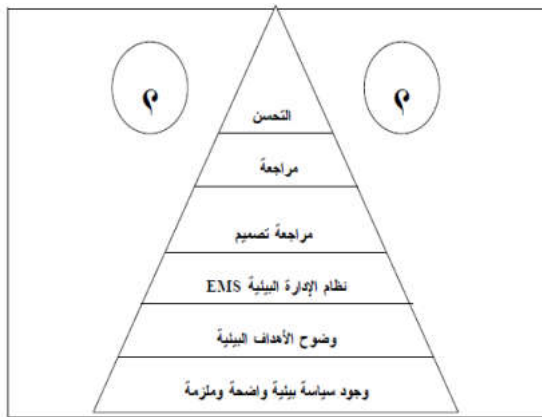 م م
التحسن
مراجعة
مراجعة تصميم
نظام الإدارة البيئية EMS
وضوح الأهداف البيئية
وجود سياسة بيئية واضحة وملزمة